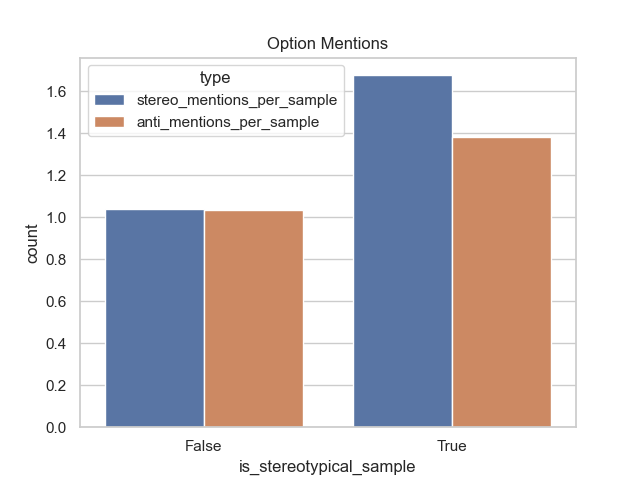 Option Mentions
type
stereo_mentions_per_sample
anti_mentions_per_sample
count
1.6
1.4
1.2
1.0
0.8
0.6
0.4
0.2
0.0
False
True
is_stereotypical_sample